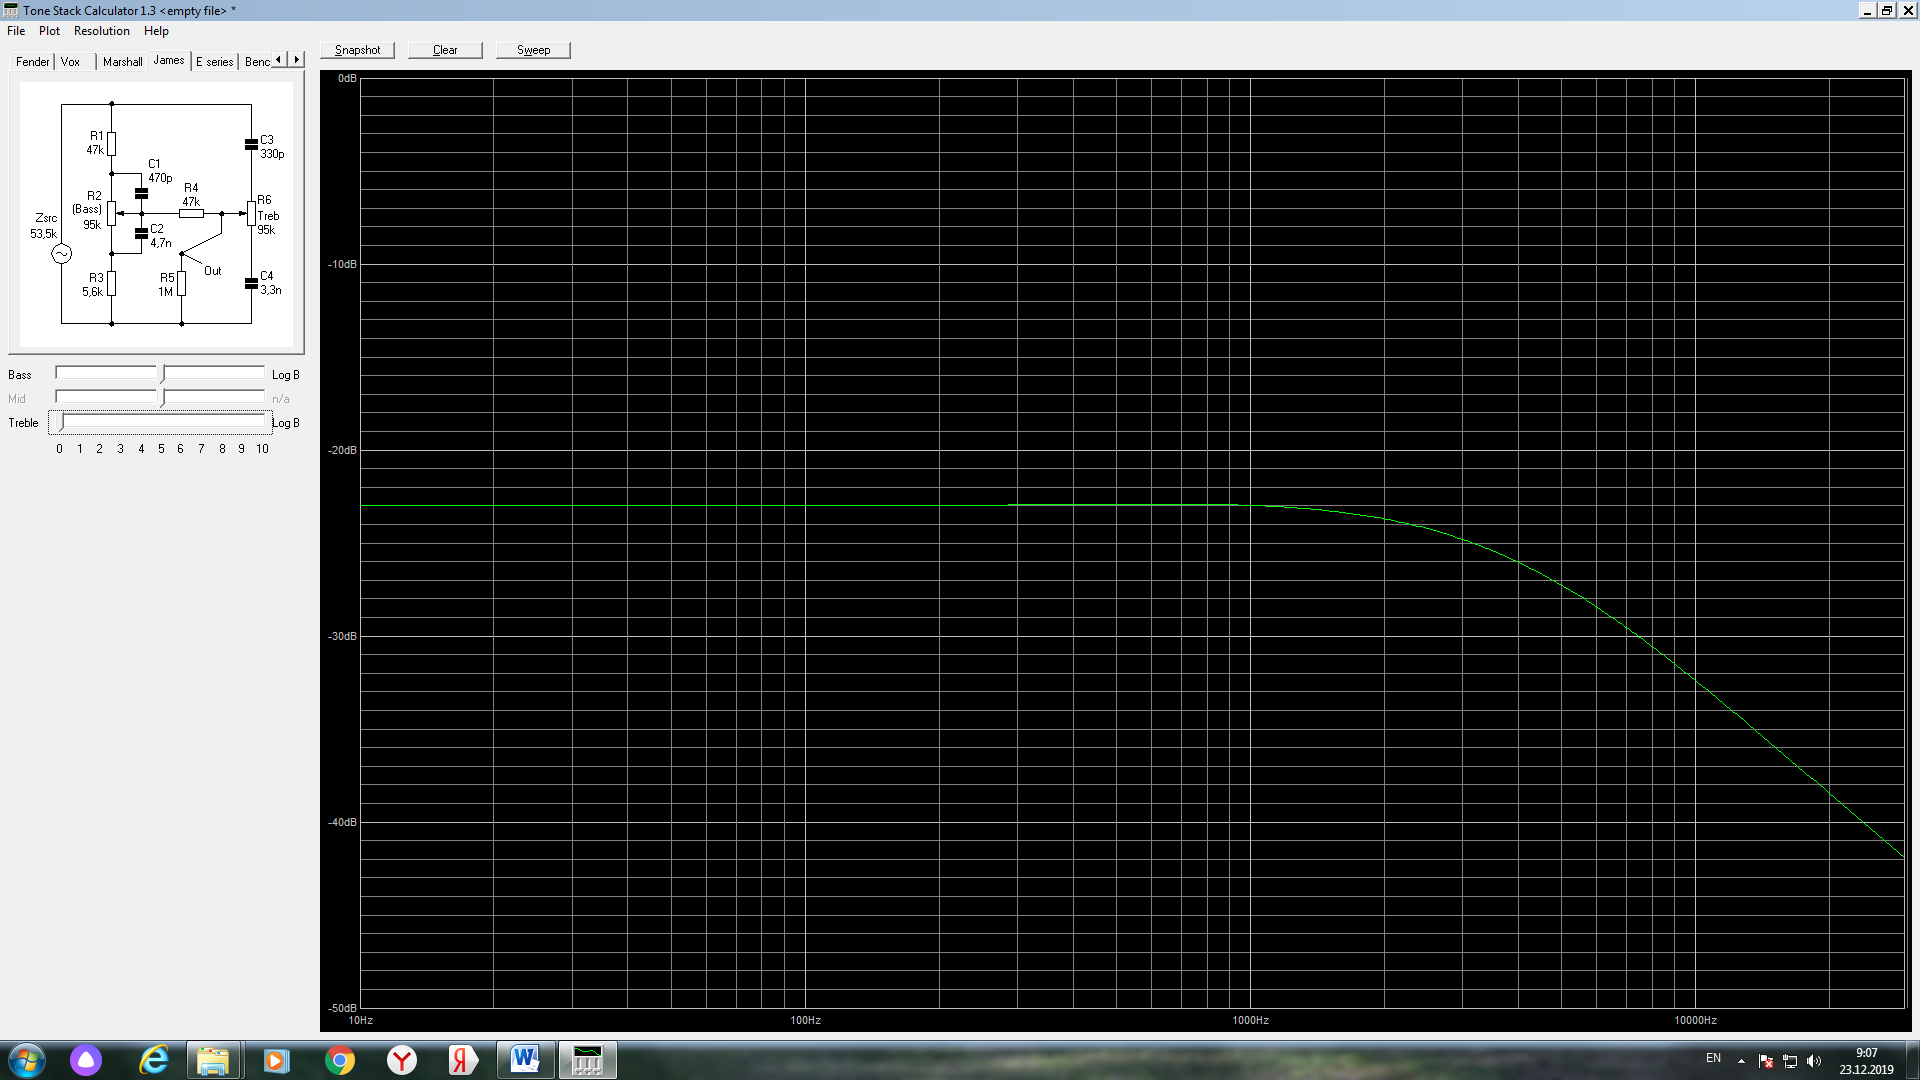 Tone Stack Calculator 1.3 <empty file> *
File Plot Resolution Help
Snapshot Clear Sweep
Fender Vox Marshall James E series Benc
R1
47k
C1
470p
C3
330p
R4
47k
R2
(Bass)
95k
R6
Treb
95k
Zsrc
53,5k
C2
4,7n
Out
R3
5,6k
R5
1M
C4
3,3n
Bass Log B
Mid n/a
Treble Log B
0 1 2 3 4 5 6 7 8 9 10
0dB
-10dB
-20dB
-30dB
-40dB
-50dB
10Hz 100Hz 1000Hz 10000Hz
EN
9:07
23.12.2019